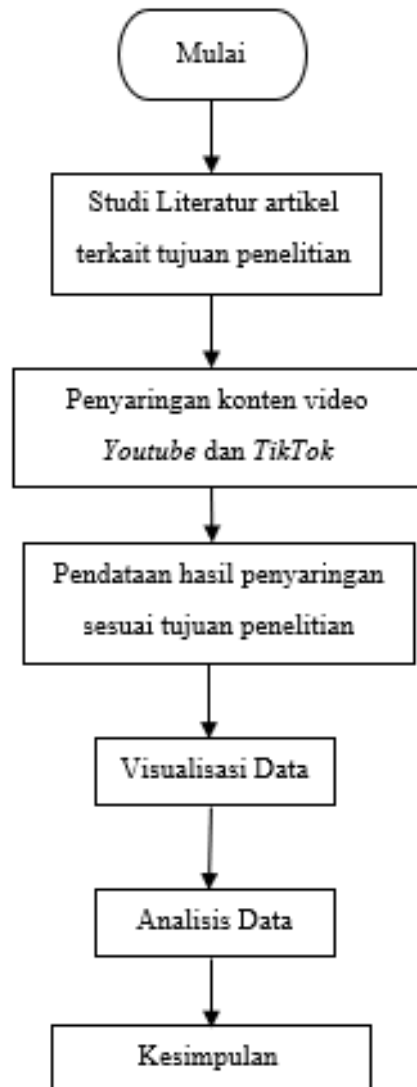 Mulai
Studi Literatur artikel
terkait tujuan penelitian
Penyaringan konten video
Youtube dan TikTok
Pendataan hasil penyaringan
sesuai tujuan penelitian
Visualisasi Data
Analisis Data
Kesimpulan